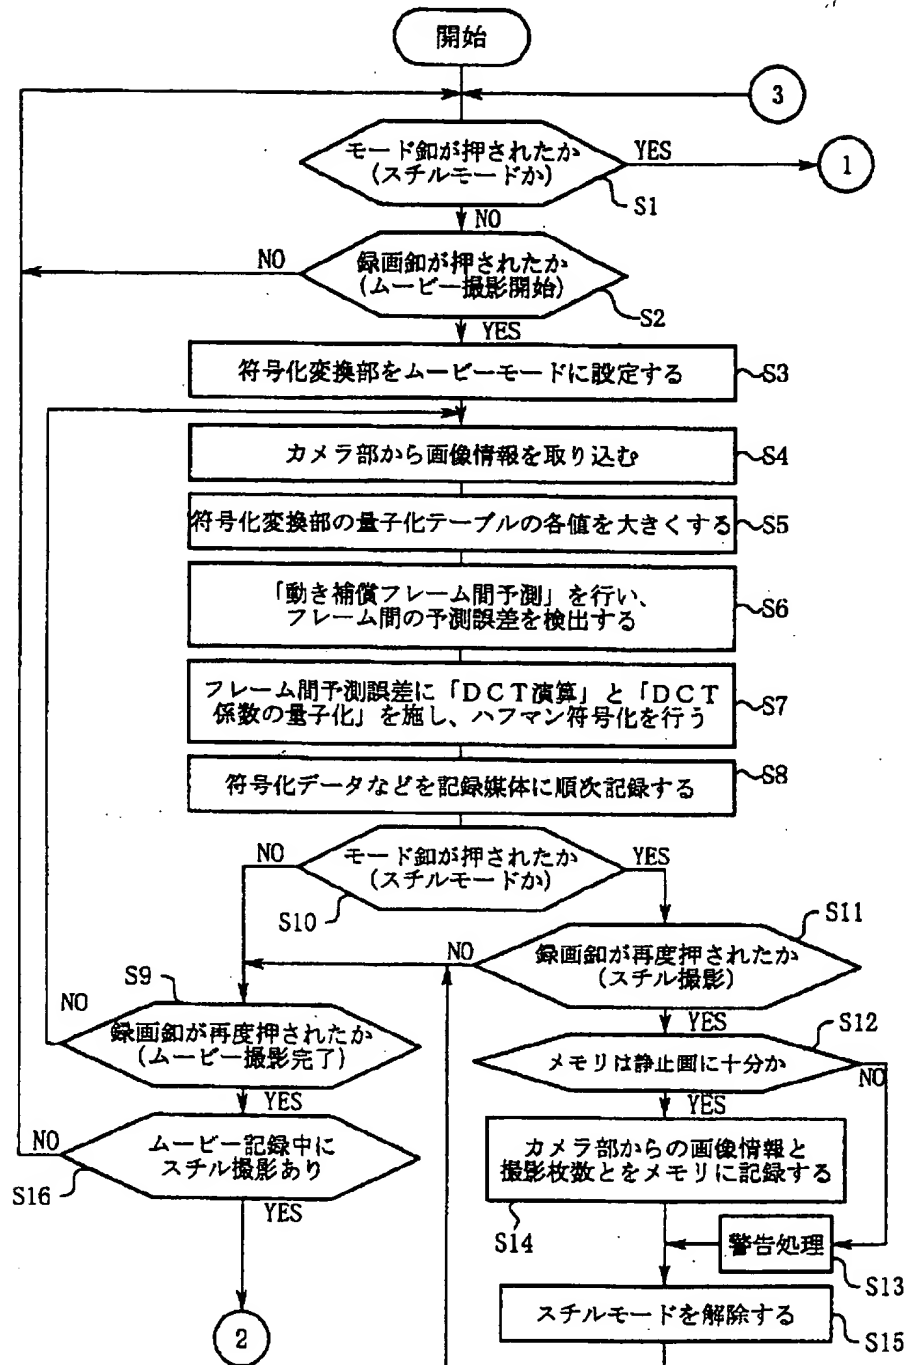 開始
3
モード釦が押されたか
(スチルモードか)
YES
1
S1
NO
録画釦が押されたか
(ムービー撮影開始)
NO
S2
YES
符号化変換部をムービーモードに設定する
S3
カメラ部から画像情報を取り込む
S4
符号化変換部の量子化テーブルの各値を大きくする
S5
「動き補償フレーム間予測」を行い、
フレーム間の予測誤差を検出する
S6
フレーム間予測誤差に「DCT演算」と「DCT
係数の量子化」を施し、ハフマン符号化を行う
S7
符号化データなどを記録媒体に順次記録する
S8
NO
モード釦が押されたか
(スチルモードか)
YES
S10
S11
NO
録画釦が再度押されたか
(スチル撮影)
YES
S9
NO
録画釦が再度押されたか
(ムービー撮影完了)
YES
S12
メモリは静止画に十分か
NO
YES
NO
ムービー記録中に
スチル撮影あり
S16
YES
カメラ部からの画像情報と
撮影枚数とをメモリに記録する
S14
警告処理
S13
スチルモードを解除する
S15
2